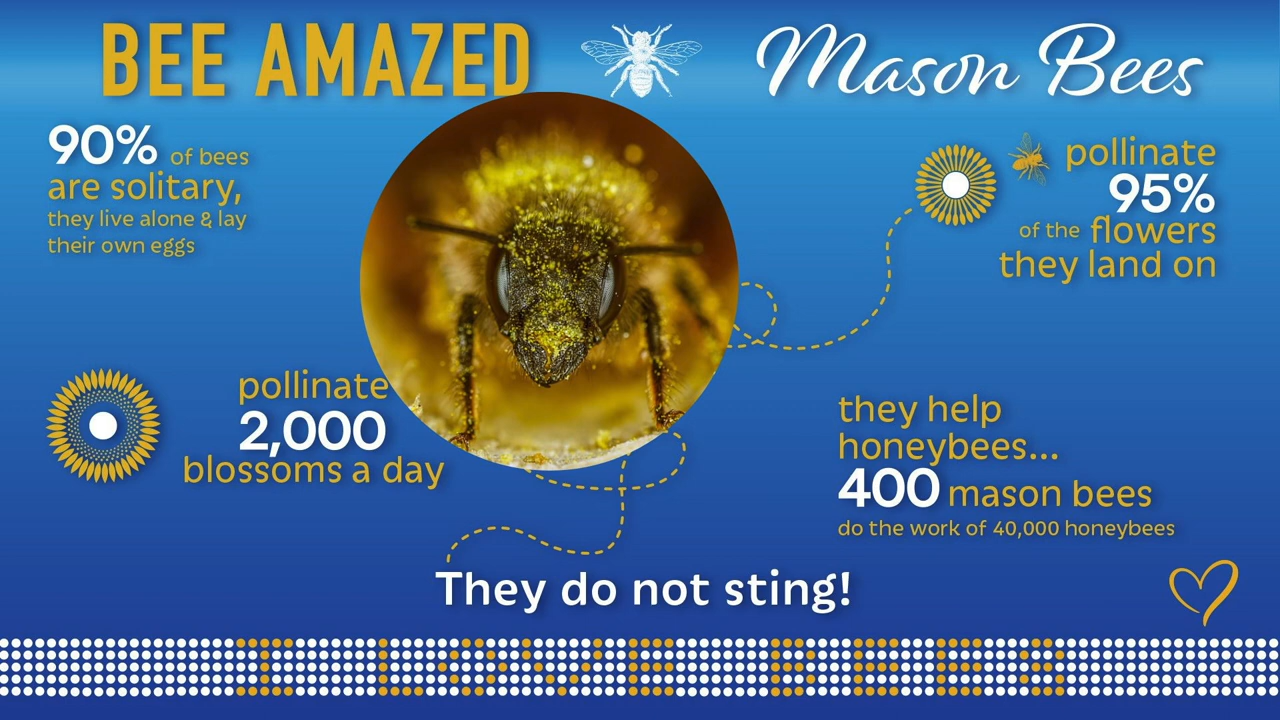 BEE AMAZED
Mason Bees
90% of bees
are solitary,
they live alone & lay
their own eggs
pollinate
95%
of the flowers
they land on
pollinate
2,000
blossoms a day
they help
honeybees...
400 mason bees
do the work of 40,000 honeybees
They do not sting!
I LOVE BEES